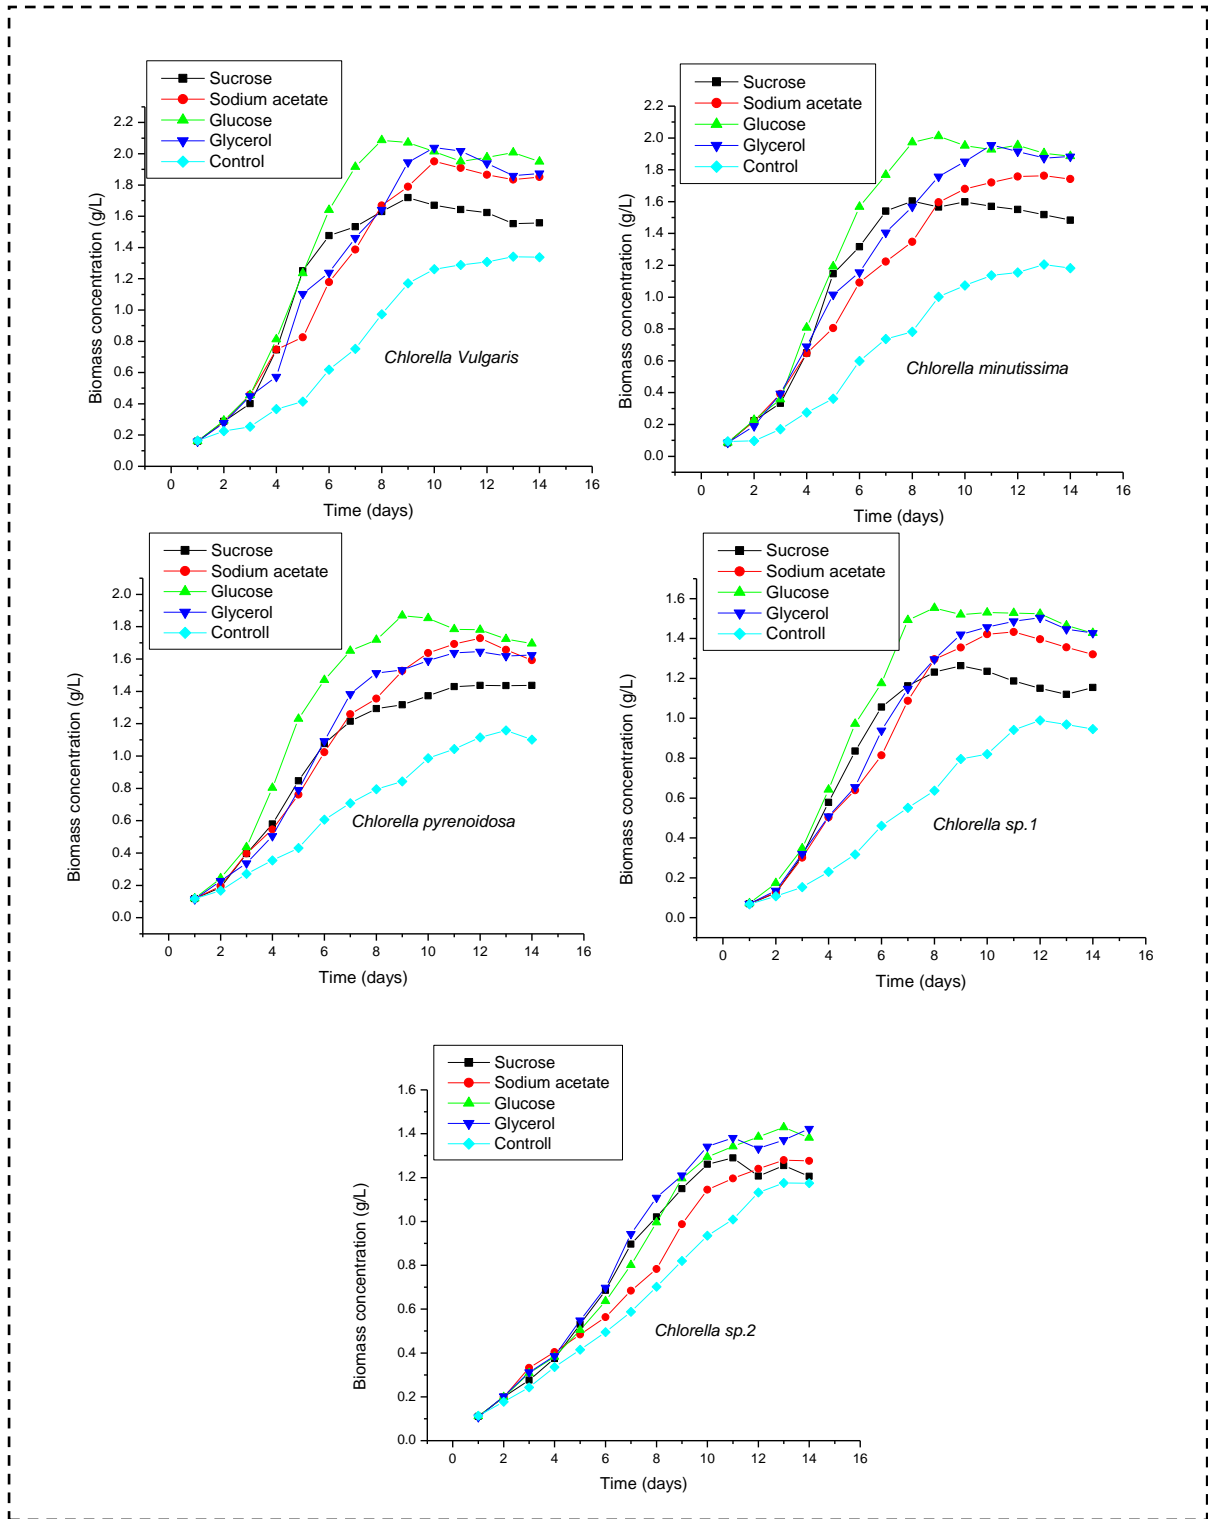 Sucrose
Sodium acetate
Glucose
Glycerol
Control
2.2
2.0
1.8
1.6
1.4
1.2
1.0
0.8
0.6
0.4
0.2
0.0
Biomass concentration (g/L)
Chlorella Vulgaris
0 2 4 6 8 10 12 14 16
Time (days)
Sucrose
Sodium acetate
Glucose
Glycerol
Control
2.2
2.0
1.8
1.6
1.4
1.2
1.0
0.8
0.6
0.4
0.2
0.0
Biomass concentration (g/L)
Chlorella minutissima
0 2 4 6 8 10 12 14 16
Time (days)
Sucrose
Sodium acetate
Glucose
Glycerol
Controll
2.0
1.8
1.6
1.4
1.2
1.0
0.8
0.6
0.4
0.2
0.0
Biomass concentration (g/L)
Chlorella pyrenoidosa
0 2 4 6 8 10 12 14 16
Time (days)
Sucrose
Sodium acetate
Glucose
Glycerol
Controll
1.6
1.4
1.2
1.0
0.8
0.6
0.4
0.2
0.0
Biomass concentration (g/L)
Chlorella sp.1
0 2 4 6 8 10 12 14 16
Time (days)
Sucrose
Sodium acetate
Glucose
Glycerol
Controll
1.6
1.4
1.2
1.0
0.8
0.6
0.4
0.2
0.0
Biomass concentration (g/L)
Chlorella sp.2
0 2 4 6 8 10 12 14 16
Time (days)